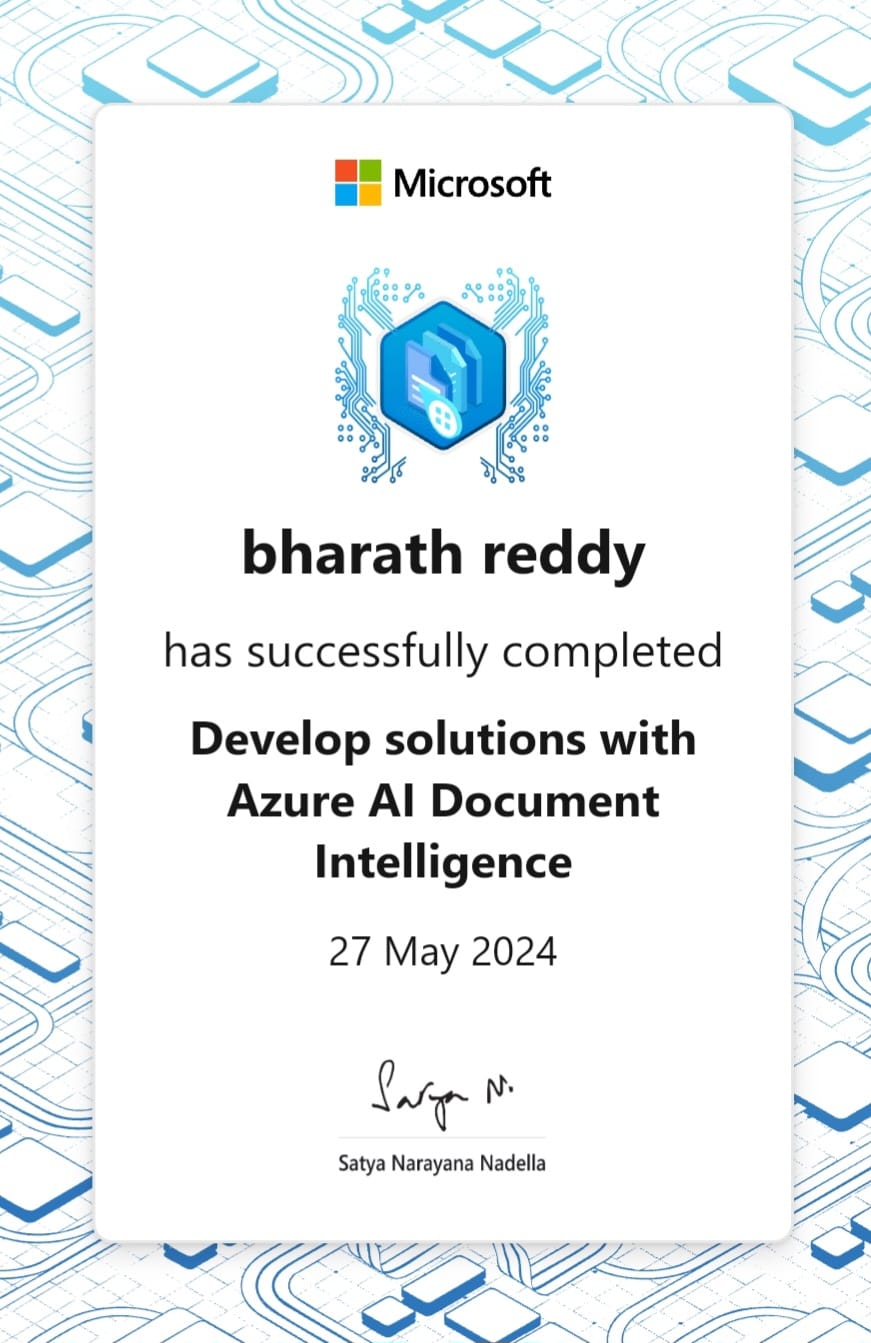 Microsoft
bharath reddy
has successfully completed
Develop solutions with
Azure AI Document
Intelligence
27 May 2024
Satya N.
Satya Narayana Nadella